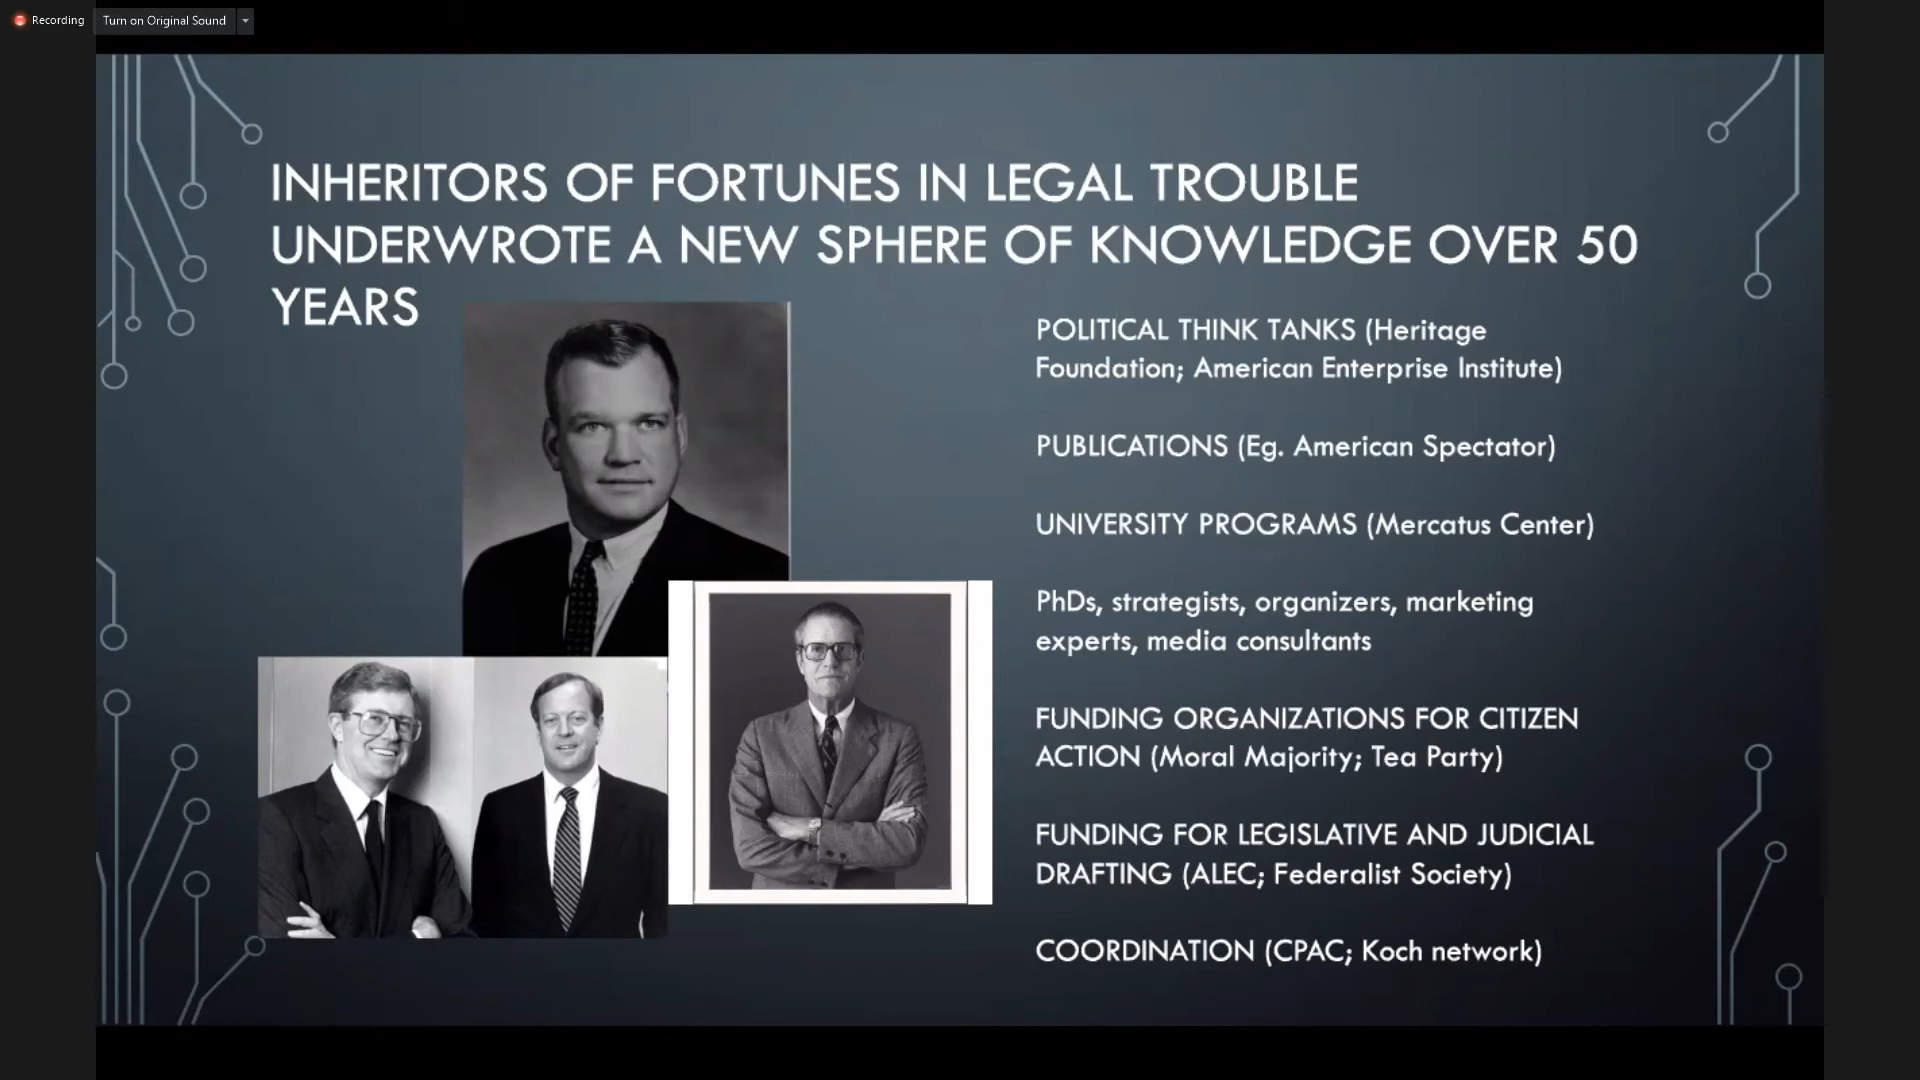 Recording
Turn on Original Sound
INHERITORS OF FORTUNES IN LEGAL TROUBLE
UNDERWROTE A NEW SPHERE OF KNOWLEDGE OVER 50
YEARS
POLITICAL THINK TANKS (Heritage
Foundation; American Enterprise Institute)
PUBLICATIONS (Eg. American Spectator)
UNIVERSITY PROGRAMS (Mercatus Center)
PhDs, strategists, organizers, marketing
experts, media consultants
FUNDING ORGANIZATIONS FOR CITIZEN
ACTION (Moral Majority; Tea Party)
FUNDING FOR LEGISLATIVE AND JUDICIAL
DRAFTING (ALEC; Federalist Society)
COORDINATION (CPAC; Koch network)